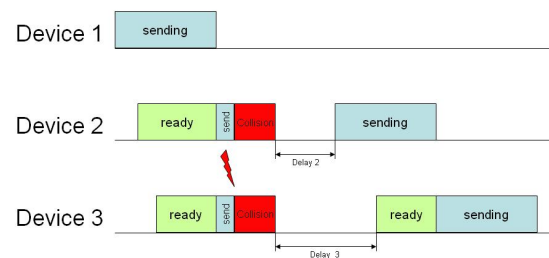 Device 1
sending
Device 2
ready
send
Collision
sending
Delay 2
Device 3
ready
send
Collision
ready
sending
Delay 3